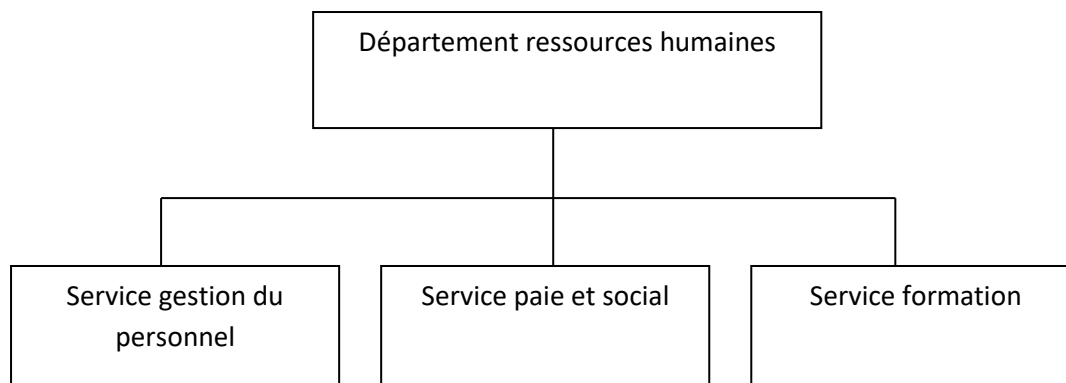 Département ressources humaines
Service gestion du
personnel
Service paie et social
Service formation